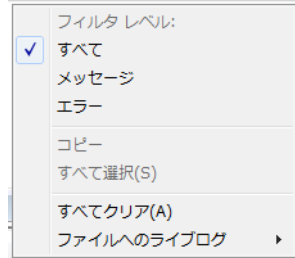 フィルタ レベル:
すべて
メッセージ
エラー
コピー
すべて選択(S)
すべてクリア(A)
ファイルへのライブログ